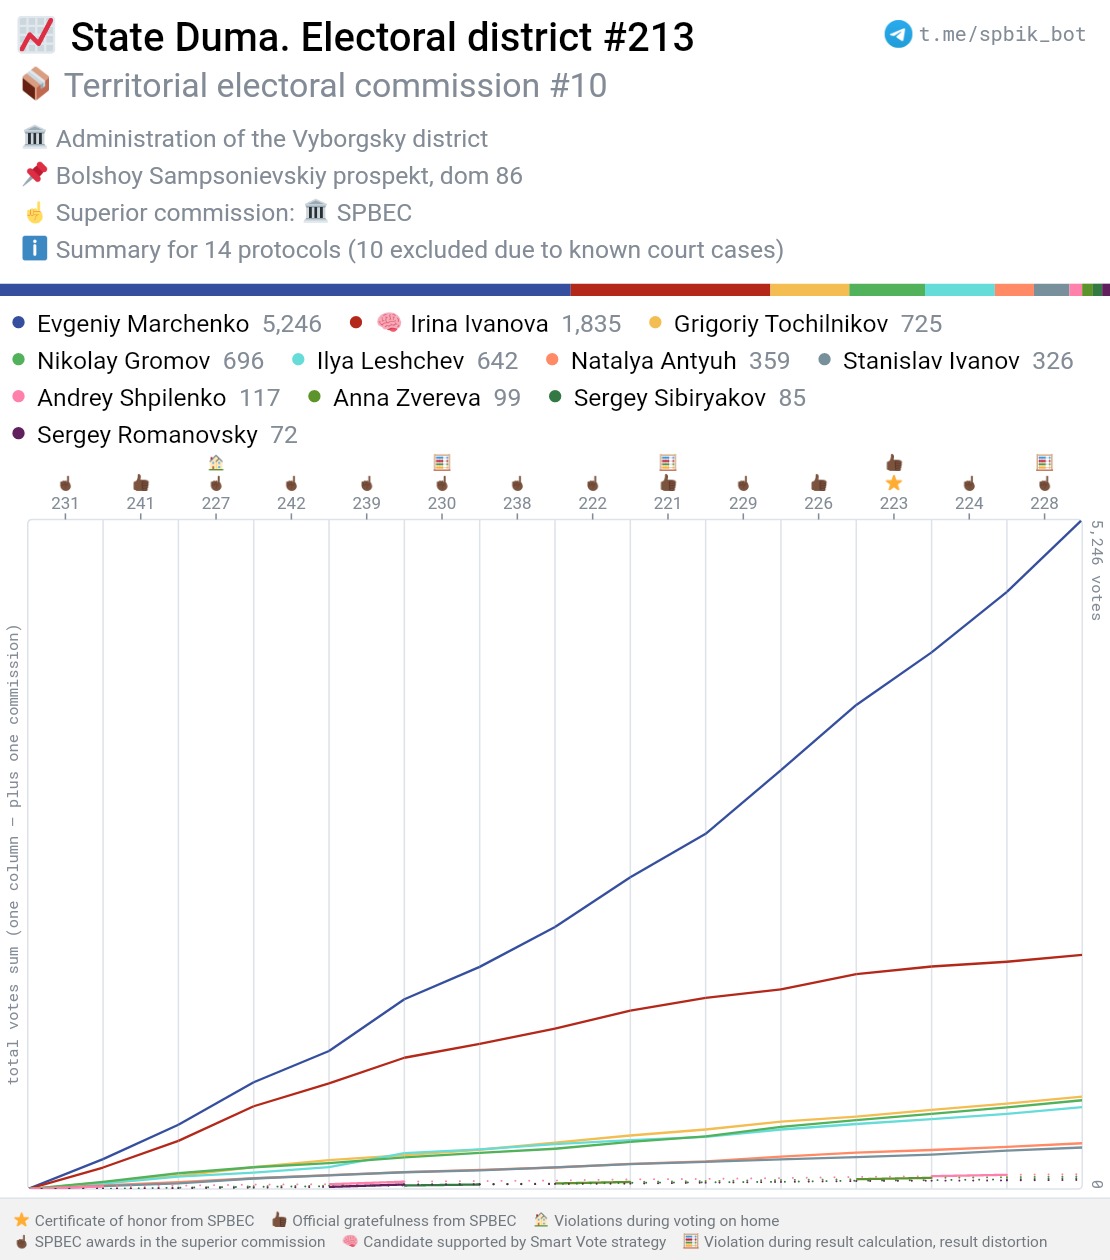 State Duma. Electoral district #213
t.me/spbik_bot
Territorial electoral commission #10
Administration of the Vyborgsky district
Bolshoy Sampsonievskiy prospekt, dom 86
Superior commission: SPBEC
Summary for 14 protocols (10 excluded due to known court cases)
Evgeniy Marchenko 5,246 Irina Ivanova 1,835 Grigoriy Tochilnikov 725
Nikolay Gromov 696 Ilya Leshchev 642 Natalya Antyuh 359 Stanislav Ivanov 326
Andrey Shpilenko 117 Anna Zvereva 99 Sergey Sibiryakov 85
Sergey Romanovsky 72
231 241 227 242 239 230 238 222 221 229 226 223 224 228
5,246 votes
total votes sum (one column – plus one commission)
0
Certificate of honor from SPBEC Official gratefulness from SPBEC Violations during voting on home
SPBEC awards in the superior commission Candidate supported by Smart Vote strategy Violation during result calculation, result distortion